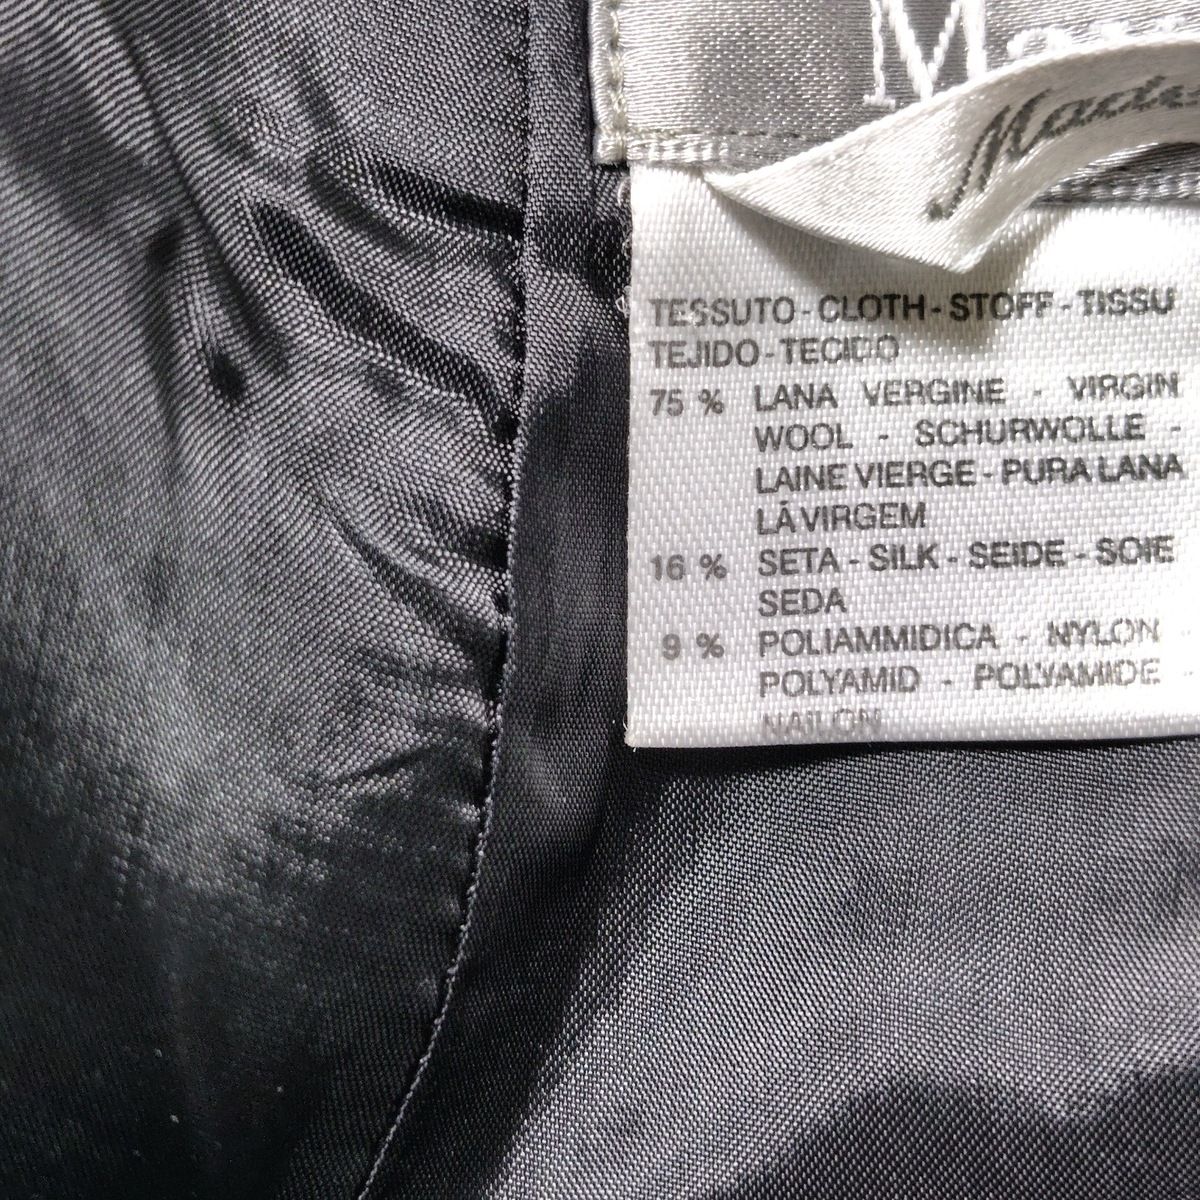 TESSUTO-CLOTH-STOFF-TISSU
TEJIDO-TECIDO
75 % LANA VERGINE - VIRGIN
WOOL - SCHURWOLLE -
LAINE VIERGE-PURA LANA
LÃ VIRGEM
16 % SETA-SILK-SEIDE-SOIE
SEDA
9 % POLIAMMIDICA - NYLON
POLYAMID - POLYAMIDE -
NAILON